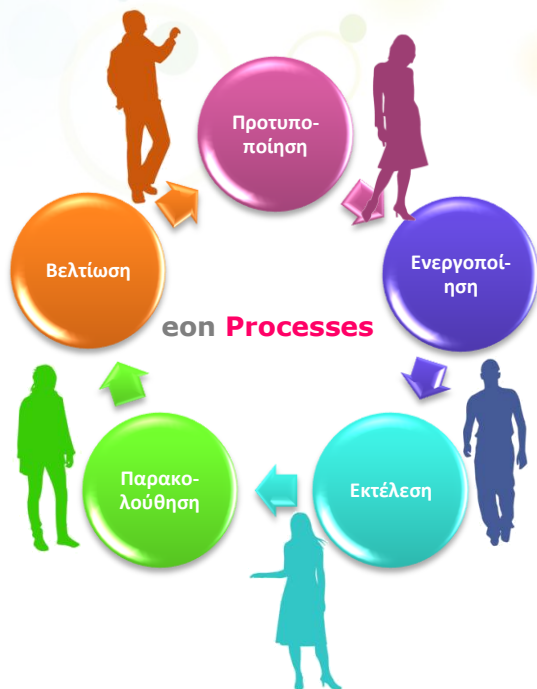 Προτυπο-
ποίηση
Ενεργοποί-
ηση
Εκτέλεση
Παρακο-
λούθηση
Βελτίωση
eon Processes